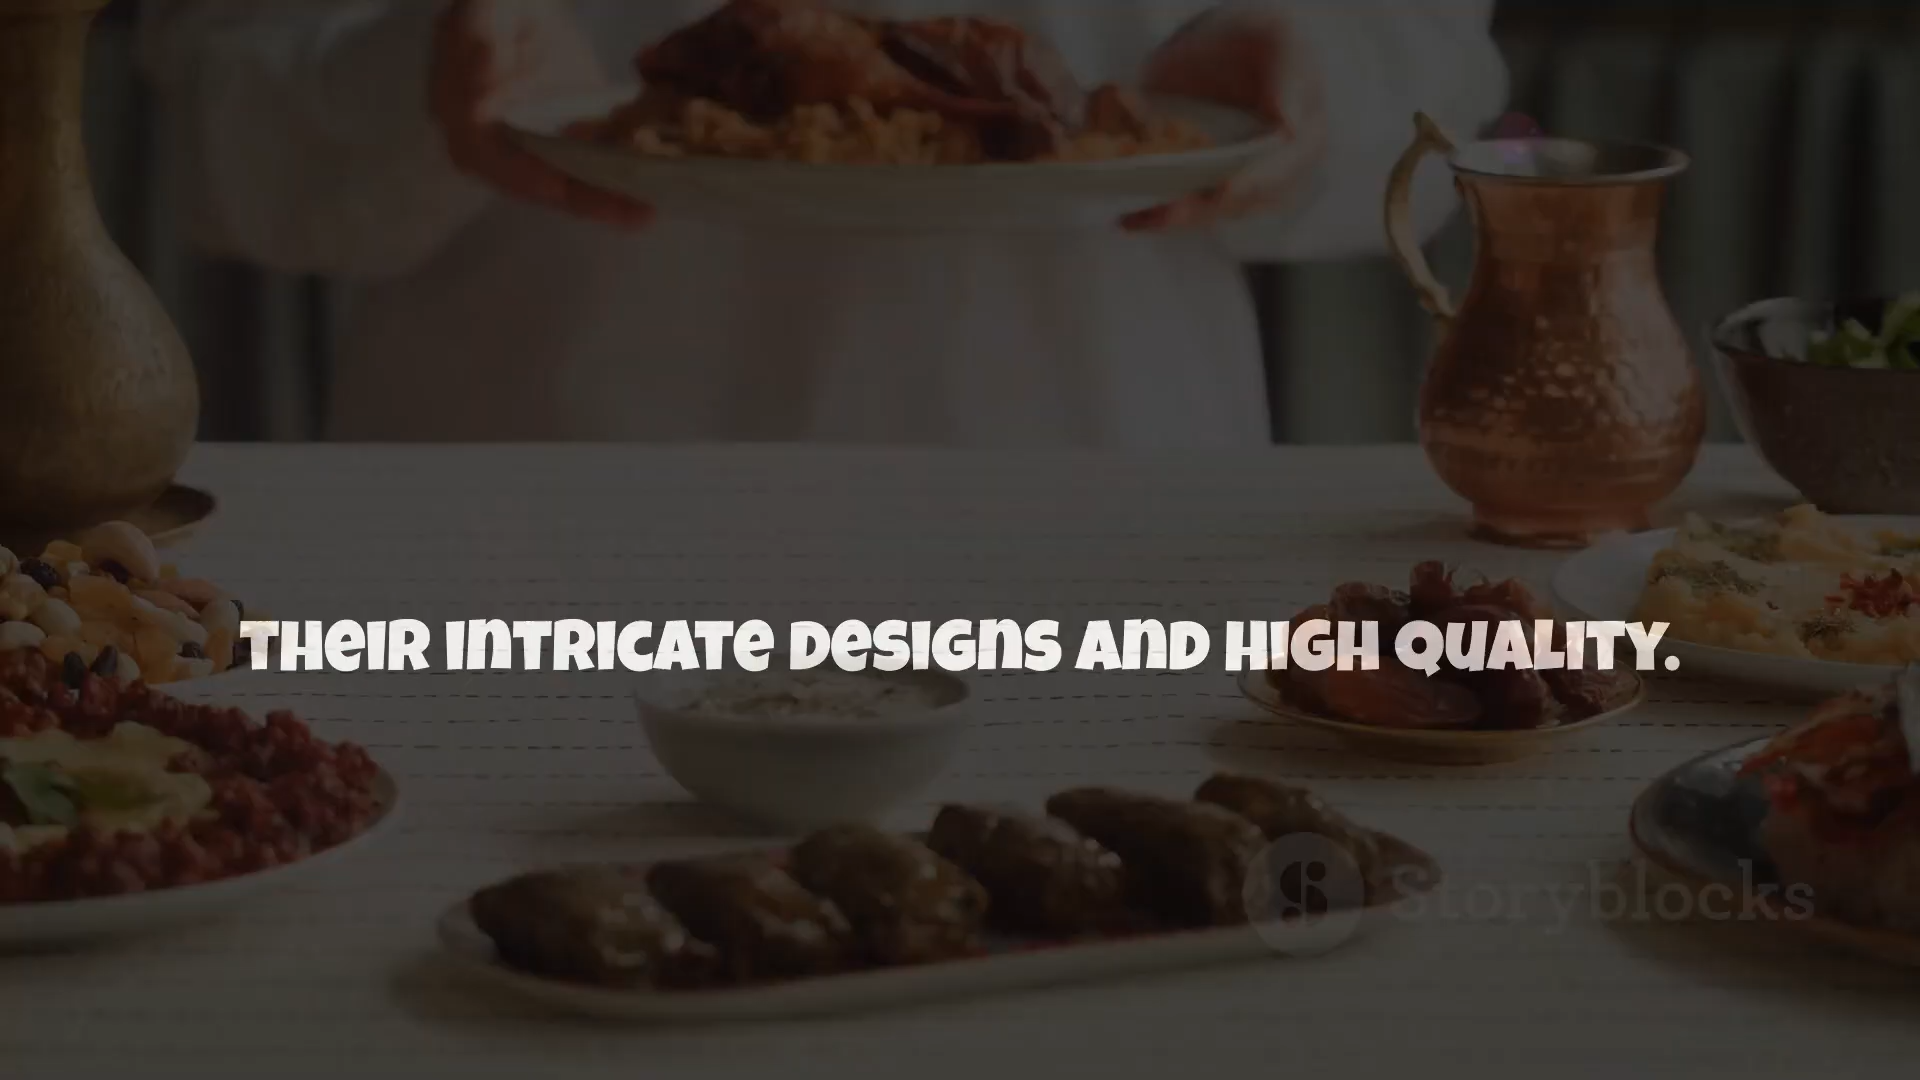 THEIR INTRICATE DESIGNS AND HIGH QUALITY.
Storyblocks